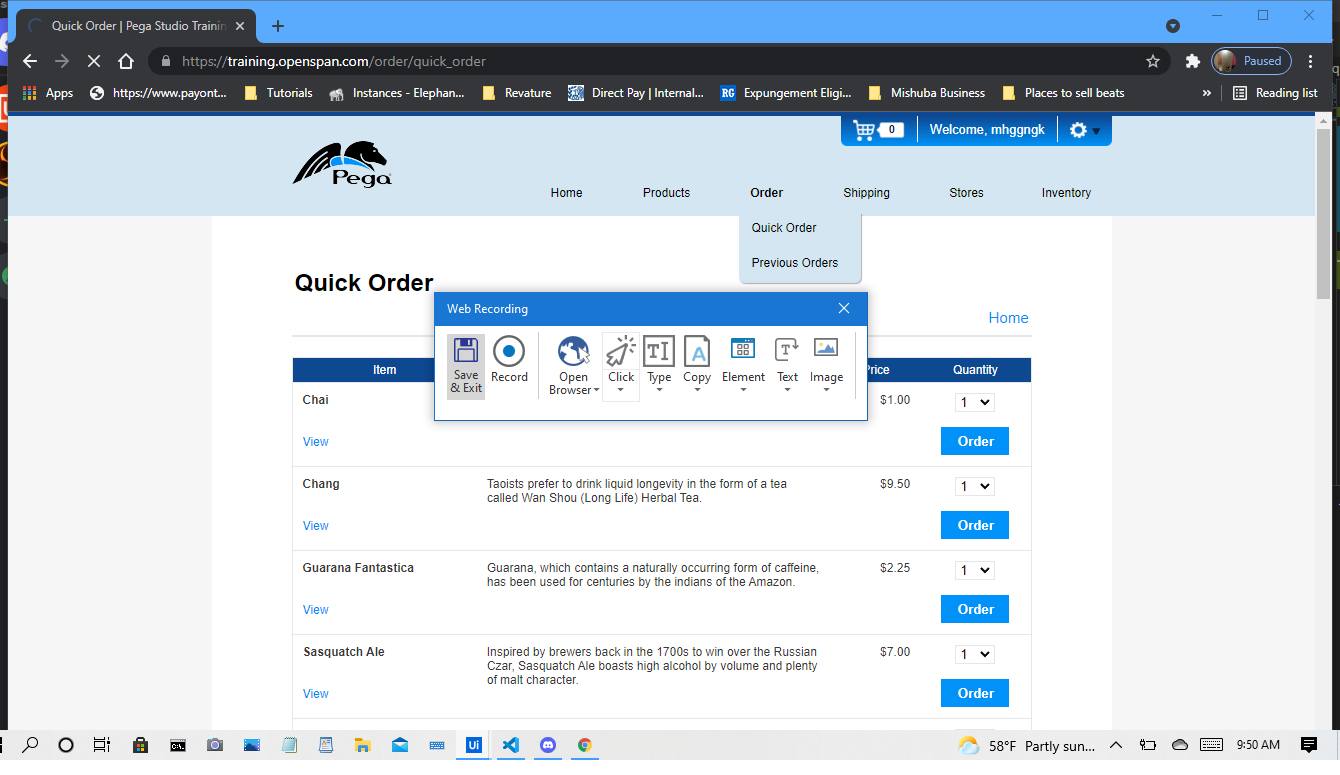 Quick Order | Pega Studio Trainin
https://training.openspan.com/order/quick_order
Paused
Apps
https://www.payont...
Tutorials
Instances - Elephan...
Revature
Direct Pay | Internal...
RG
Expungement Eligi...
Mishuba Business
Places to sell beats
»
Reading list
0
Welcome, mhggngk
Pega
Home
Products
Order
Shipping
Stores
Inventory
Quick Order
Previous Orders
Quick Order
Home
Web Recording
Save
& Exit
Record
Open
Browser
Click
Type
Copy
Element
Text
Image
Item
Price
Quantity
Chai
$1.00
1
View
Order
Chang
Taoists prefer to drink liquid longevity in the form of a tea
called Wan Shou (Long Life) Herbal Tea.
$9.50
1
View
Order
Guarana Fantastica
Guarana, which contains a naturally occurring form of caffeine,
has been used for centuries by the indians of the Amazon.
$2.25
1
View
Order
Sasquatch Ale
Inspired by brewers back in the 1700s to win over the Russian
Czar, Sasquatch Ale boasts high alcohol by volume and plenty
of malt character.
$7.00
1
View
Order
Ui
58°F Partly sun...
9:50 AM